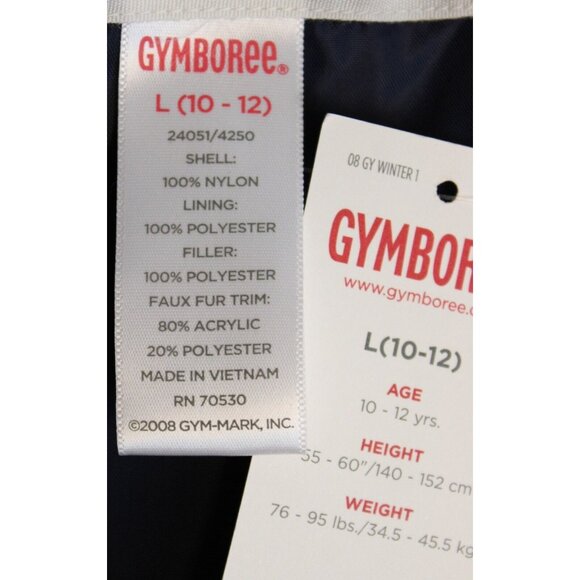 GYMBOREE®
L (10 - 12)
24051/4250
SHELL:
100% NYLON
LINING:
100% POLYESTER
FILLER:
100% POLYESTER
FAUX FUR TRIM:
80% ACRYLIC
20% POLYESTER
MADE IN VIETNAM
RN 70530
©2008 GYM-MARK, INC.
08 GY WINTER 1
GYMBOR
www.gymboree.c
L(10-12)
AGE
10 - 12 yrs.
HEIGHT
55 - 60"/140 - 152 cm
WEIGHT
76 - 95 lbs./34.5 - 45.5 kg